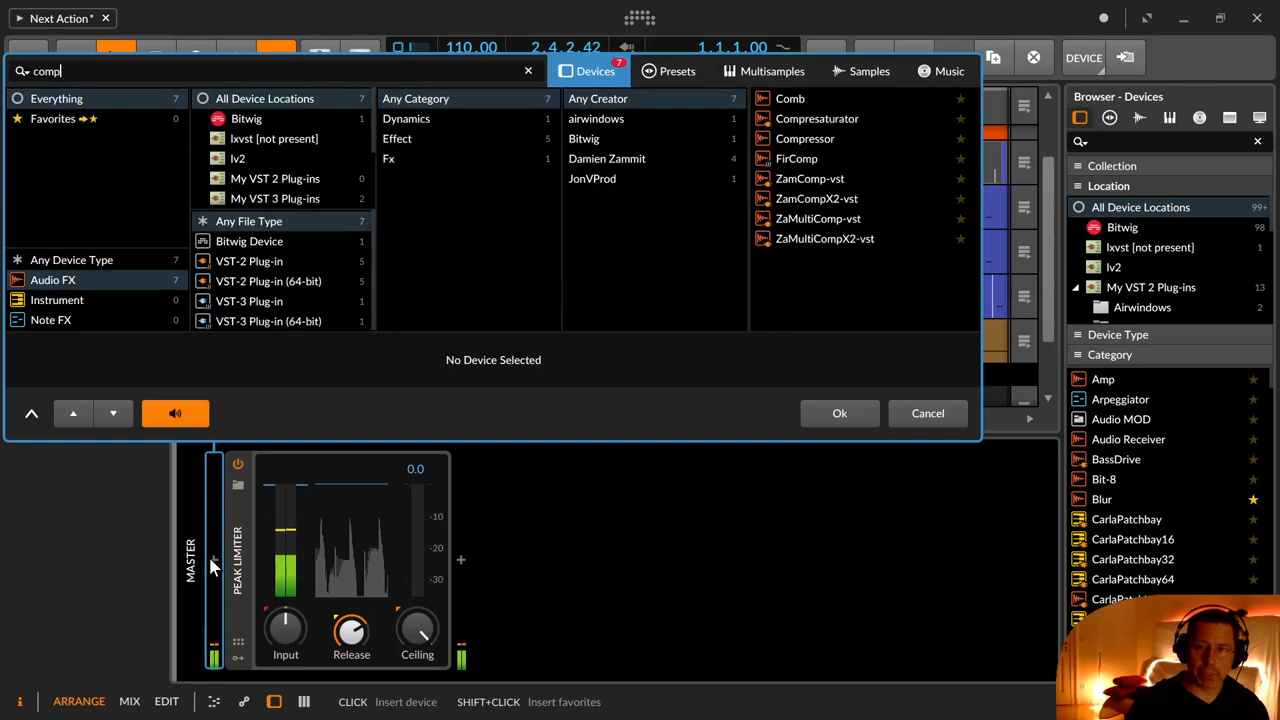 Next Action*
110.00
2.4.2.42
1.1.1.00
DEVICE
comp
Devices
7
Presets
Multisamples
Samples
Music
Everything 7
Favorites 0
Any Device Type 7
Audio FX 7
Instrument 0
Note FX 0
All Device Locations 7
Bitwig 1
lxvst [not present]
lv2
My VST 2 Plug-ins 0
My VST 3 Plug-ins 2
Any File Type 7
Bitwig Device 1
VST-2 Plug-in 5
VST-2 Plug-in (64-bit) 5
VST-3 Plug-in 1
VST-3 Plug-in (64-bit) 1
Any Category 7
Dynamics 1
Effect 5
Fx 1
Any Creator 7
airwindows 1
Bitwig 1
Damien Zammit 4
JonVProd 1
Comb
Compresaturator
Compressor
FirComp
ZamComp-vst
ZamCompX2-vst
ZaMultiComp-vst
ZaMultiCompX2-vst
No Device Selected
Ok
Cancel
Browser - Devices
Collection
Location
All Device Locations 99+
Bitwig 98
lxvst [not present] 1
lv2 1
My VST 2 Plug-ins 13
Airwindows 2
Device Type
Category
Amp
Arpeggiator
Audio MOD
Audio Receiver
BassDrive
Bit-8
Blur
CarlaPatchbay
CarlaPatchbay16
CarlaPatchbay32
CarlaPatchbay64
MASTER
PEAK LIMITER
0.0
-10
-20
-30
Input
Release
Ceiling
ARRANGE
MIX
EDIT
CLICK Insert device
SHIFT+CLICK Insert favorites